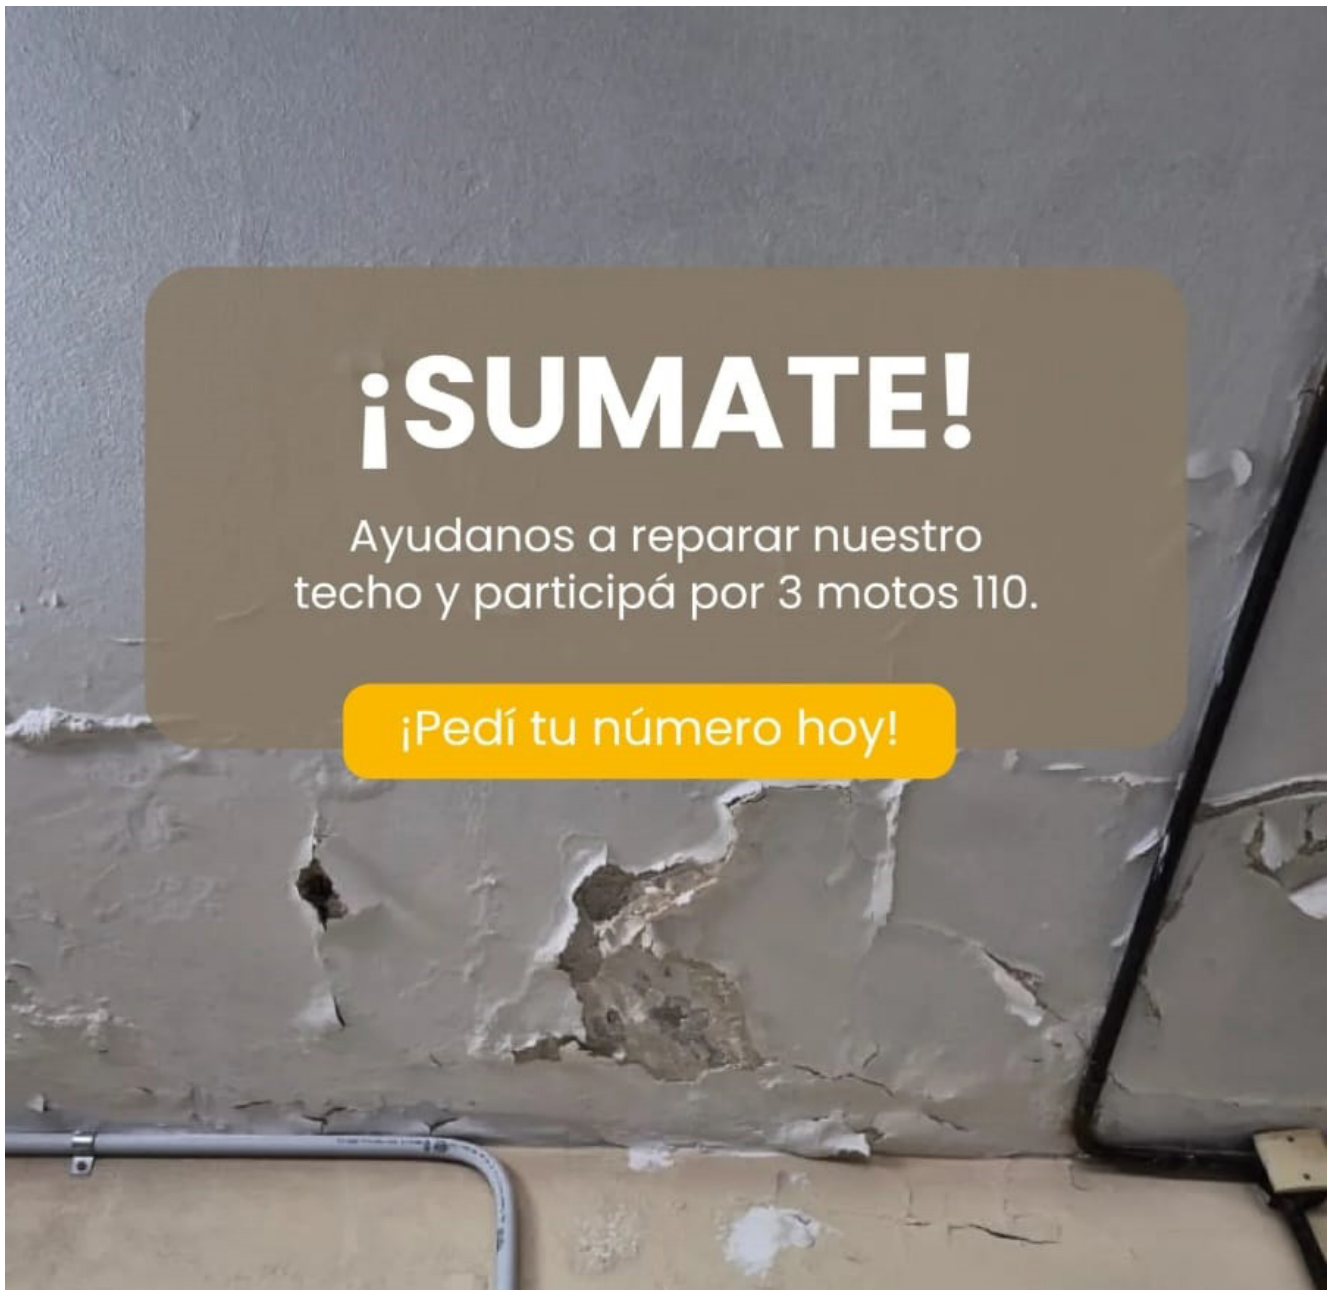 ¡SUMATE!
Ayudanos a reparar nuestro
techo y participá por 3 motos 110.
¡Pedí tu número hoy!